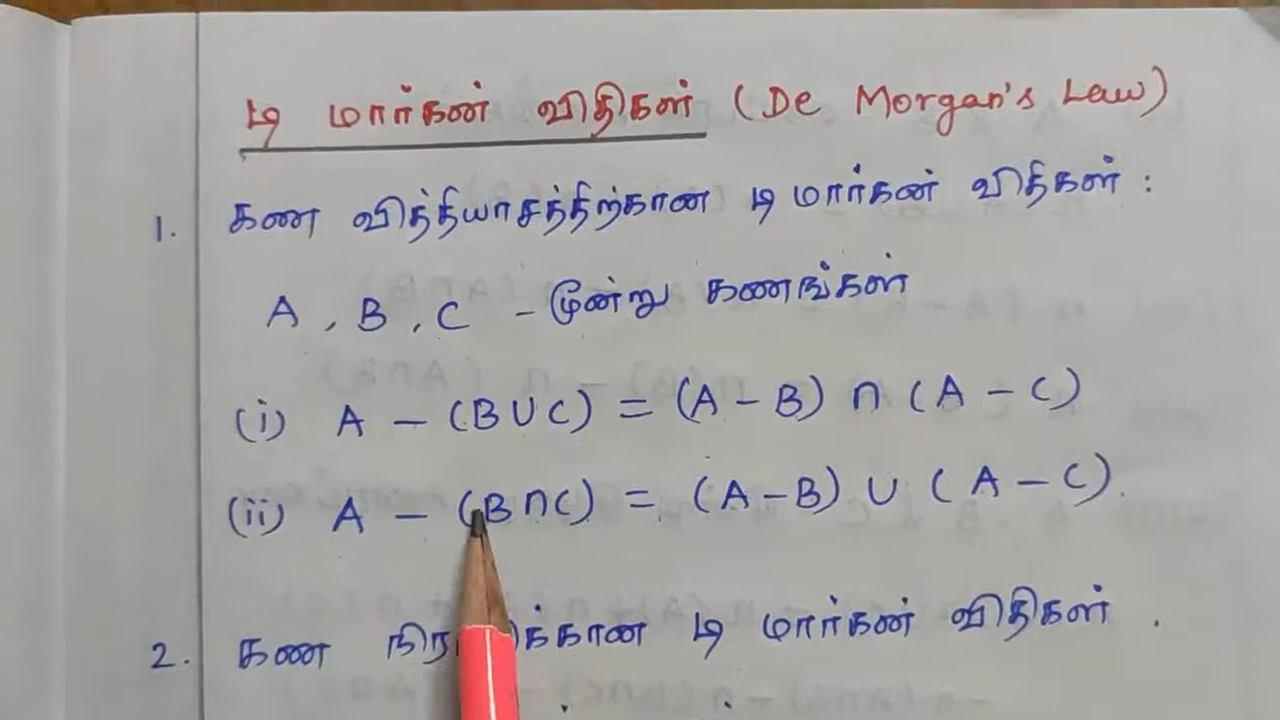 டி மார்கன் விதிகள் (De Morgan's Law)
1. கண வித்தியாசத்திற்கான டி மார்கன் விதிகள் :
A , B , C - மூன்று கணங்கள்
(i) A - (B∪C) = (A - B) ∩ (A - C)
(ii) A - (B∩C) = (A - B) ∪ (A - C).
2. கண டி மார்கன் விதிகள் .